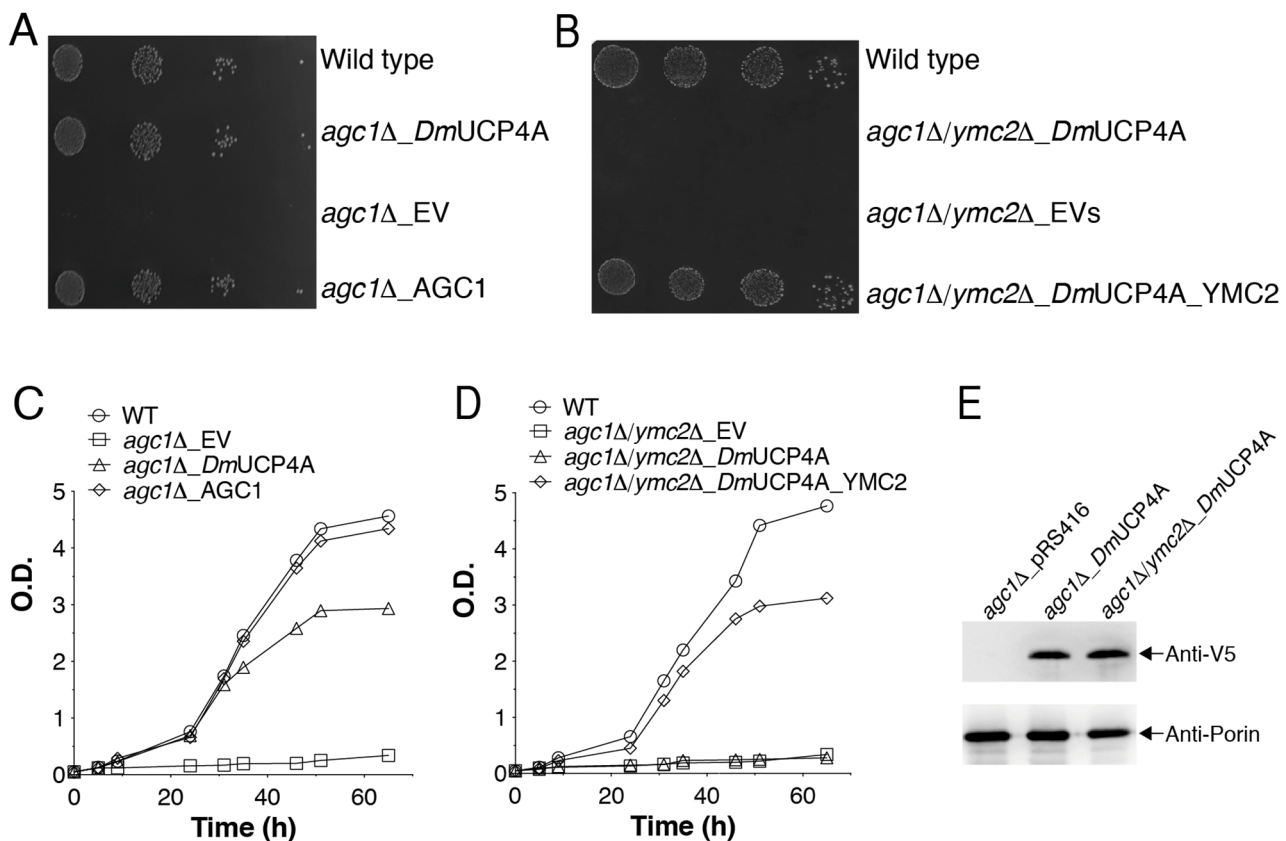 A
Wild type
agc1Δ_DmUCP4A
agc1Δ_EV
agc1Δ_AGC1
B
Wild type
agc1Δ/ymc2Δ_DmUCP4A
agc1Δ/ymc2Δ_EVs
agc1Δ/ymc2Δ_DmUCP4A_YMC2
C
WT
agc1Δ_EV
agc1Δ_DmUCP4A
agc1Δ_AGC1
5
4
3
2
1
0
O.D.
0 20 40 60
Time (h)
D
WT
agc1Δ/ymc2Δ_EV
agc1Δ/ymc2Δ_DmUCP4A
agc1Δ/ymc2Δ_DmUCP4A_YMC2
5
4
3
2
1
0
O.D.
0 20 40 60
Time (h)
E
agc1Δ_pRS416
agc1Δ_DmUCP4A
agc1Δ/ymc2Δ_DmUCP4A
Anti-V5
Anti-Porin